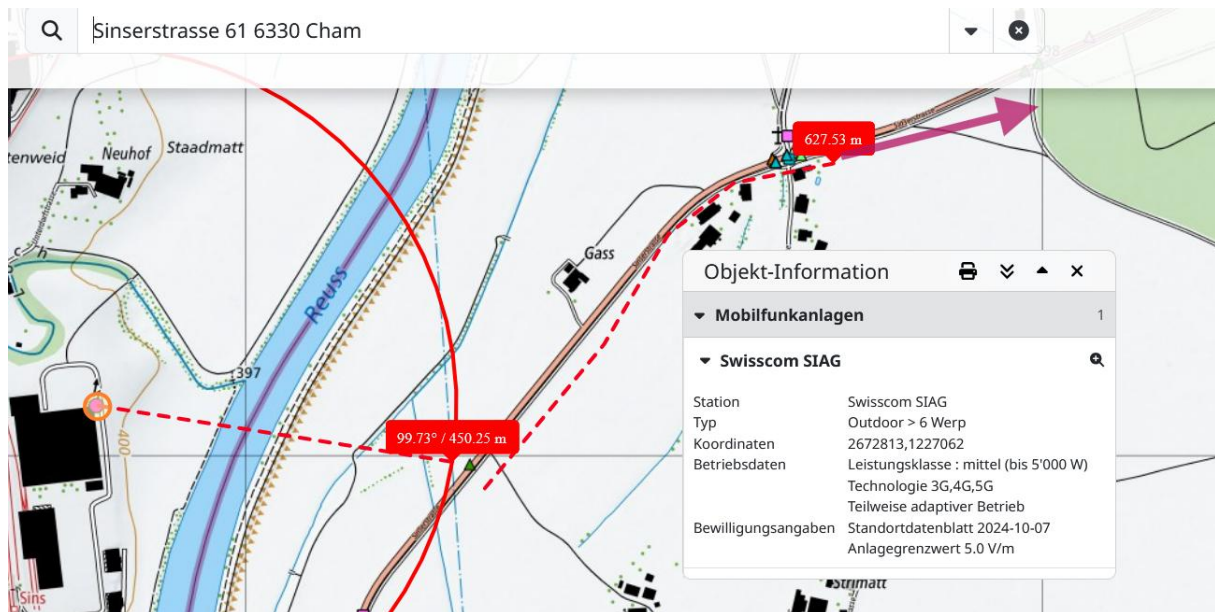 Sinserstrasse 61 6330 Cham
Neuhof
Staadmatt
tenweid
627.53 m
Objekt-Information
Gass
Mobilfunkanlagen 1
Reuss
Swisscom SIAG
397
Station Swisscom SIAG
Typ Outdoor > 6 Werp
Koordinaten 2672813,1227062
Betriebsdaten Leistungsklasse : mittel (bis 5'000 W)
Technologie 3G,4G,5G
Teilweise adaptiver Betrieb
Bewilligungsangaben Standortdatenblatt 2024-10-07
Anlagegrenzwert 5.0 V/m
99.73° / 450.25 m
400
Strimatt
Sins